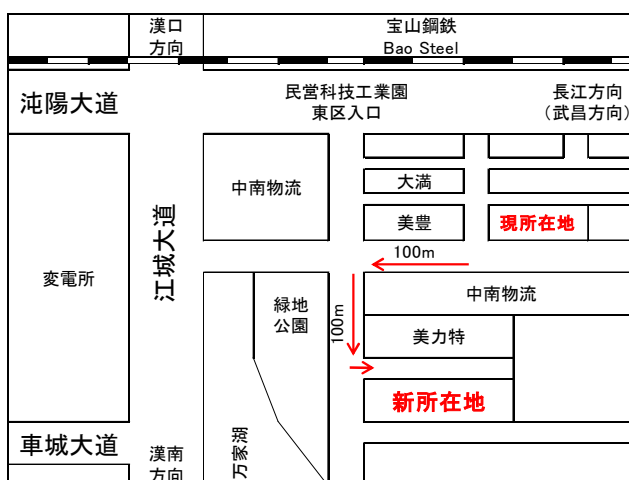 漢口
方向
宝山鋼鉄
Bao Steel
沌陽大道
民営科技工業園
東区入口
長江方向
(武昌方向)
中南物流
大満
美豊
現所在地
100m
変電所
江城大道
緑地
公園
100m
中南物流
美力特
新所在地
車城大道
漢南
方向
万家湖